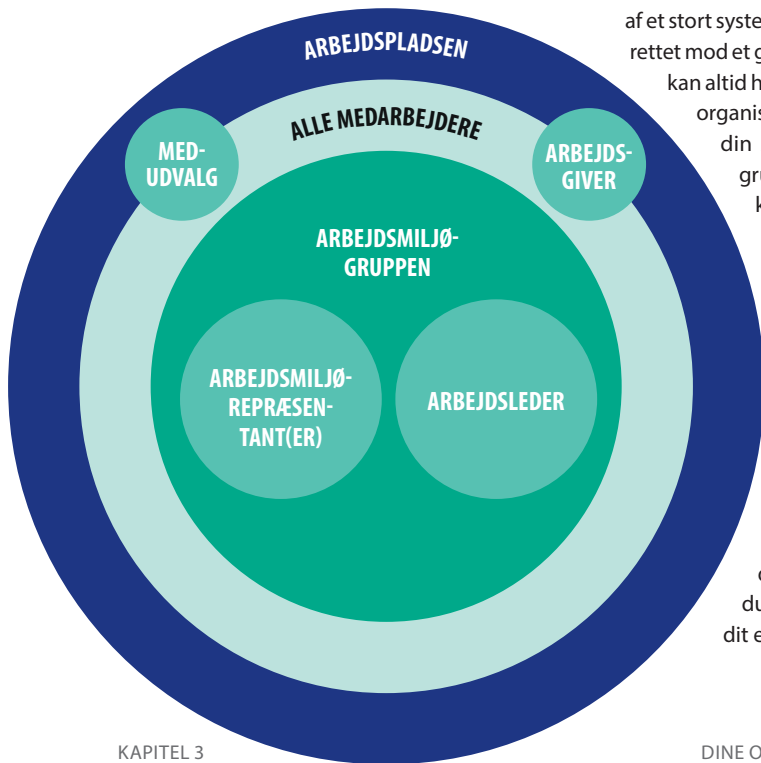 ARBEJDSPLADSEN
ALLE MEDARBEJDERE
MED-
UDVALG
ARBEJDS-
GIVER
ARBEJDSMILJØ-
GRUPPEN
ARBEJDSMILJØ-
REPRÆSEN-
TANT(ER)
ARBEJDSLEDER
af et stort syste
rettet mod et g
kan altid h
organis
din
gru
k
du
dit e
KAPITEL 3
DINE O